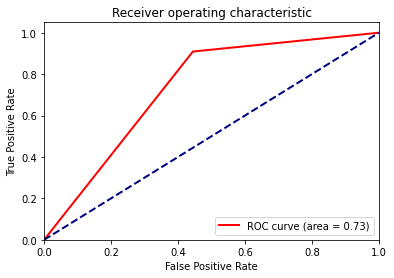 Receiver operating characteristic
True Positive Rate
1.0
0.8
0.6
0.4
0.2
0.0
ROC curve (area = 0.73)
0.0 0.2 0.4 0.6 0.8 1.0
False Positive Rate